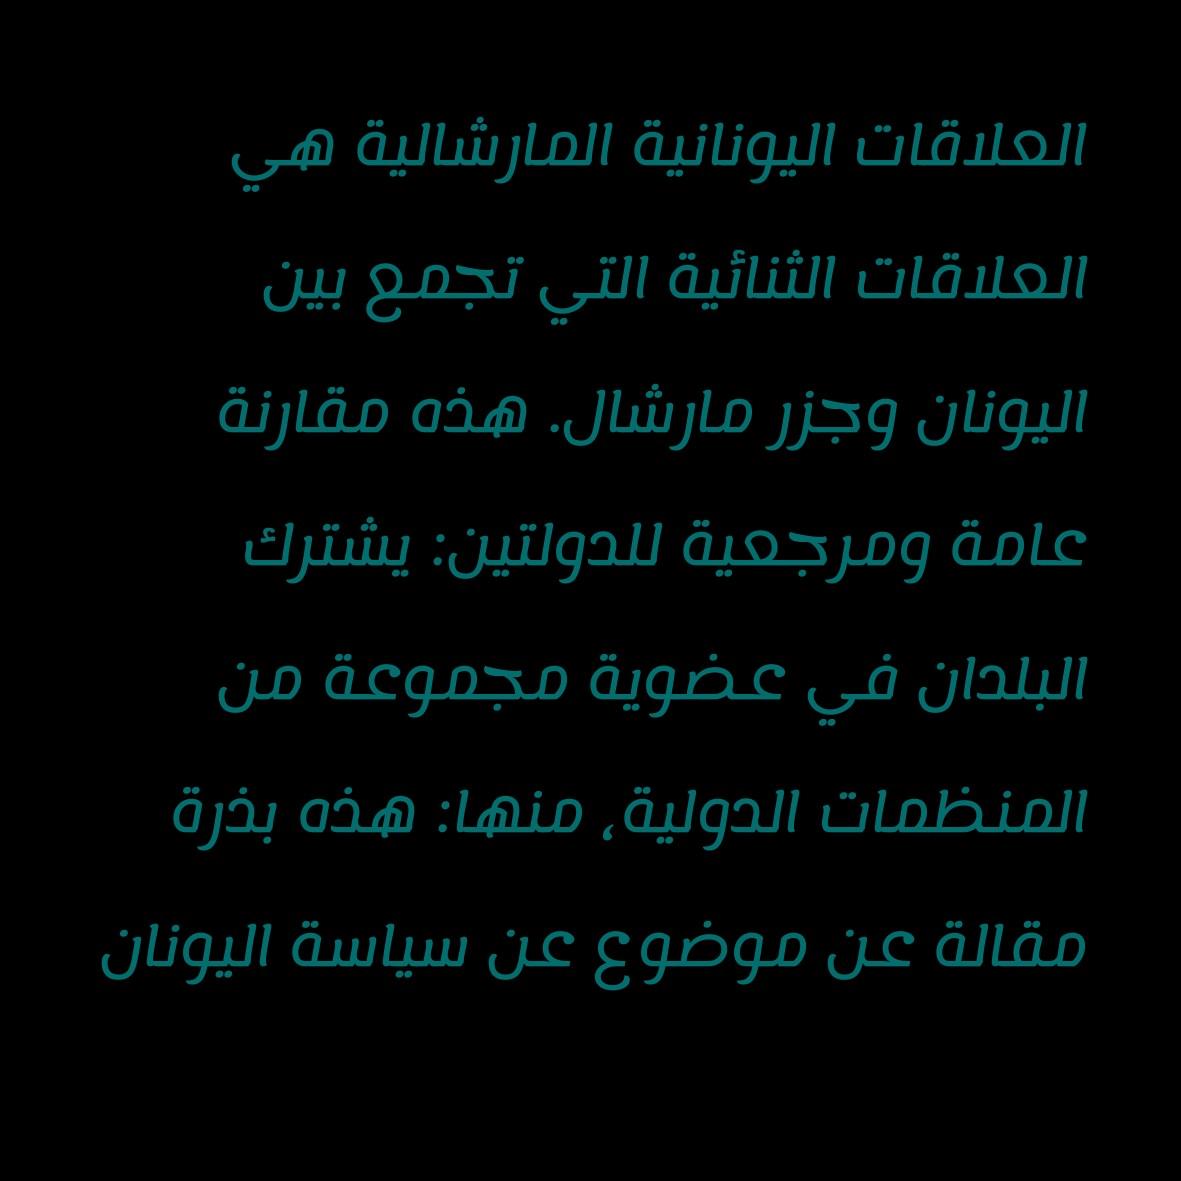 العلاقات اليونانية المارشالية هي
العلاقات الثنائية التي تجمع بين
اليونان وجزر مارشال. هذه مقارنة
عامة ومرجعية للدولتين: يشترك
البلدان في عضوية مجموعة من
المنظمات الدولية، منها: هذه بذرة
مقالة عن موضوع عن سياسة اليونان